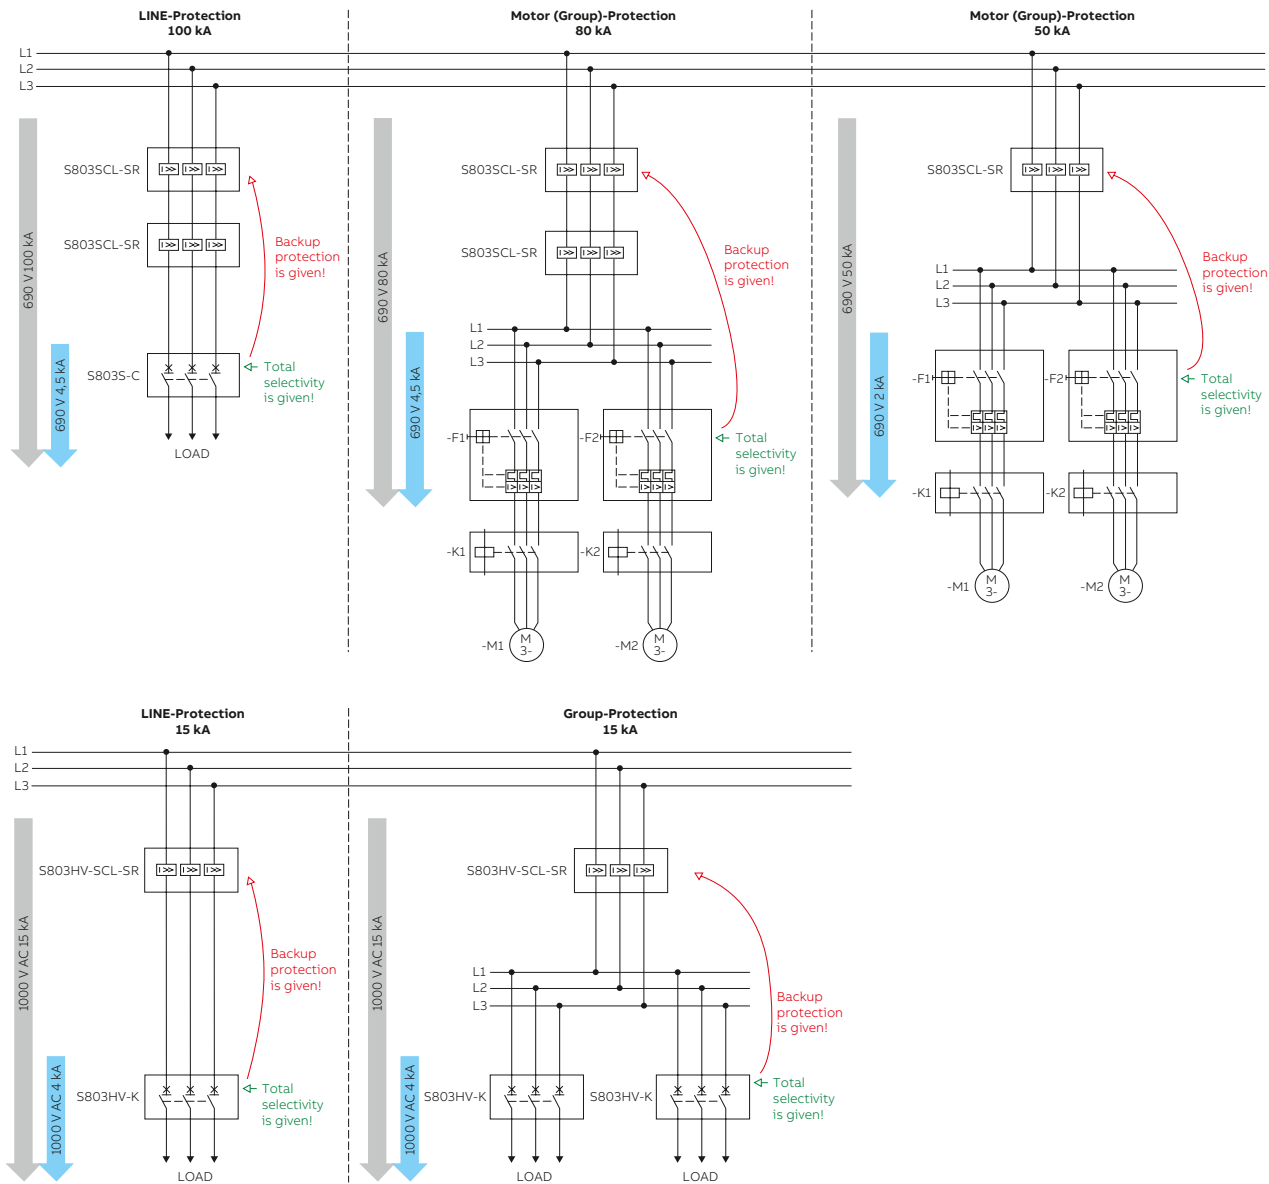 LINE-Protection
100 kA
L1
L2
L3
690 V 100 kA
690 V 4,5 kA
S803SCL-SR
I>> I>> I>>
S803SCL-SR
I>> I>> I>>
Backup
protection
is given!
S803S-C
Total
selectivity
is given!
LOAD
Motor (Group)-Protection
80 kA
690 V 80 kA
690 V 4,5 kA
S803SCL-SR
I>> I>> I>>
S803SCL-SR
I>> I>> I>>
Backup
protection
is given!
L1
L2
L3
-F1
I> I> I>
-F2
I> I> I>
Total
selectivity
is given!
-K1
-K2
-M1
M
3-
-M2
M
3-
Motor (Group)-Protection
50 kA
690 V 50 kA
690 V 2 kA
S803SCL-SR
I>> I>> I>>
Backup
protection
is given!
L1
L2
L3
-F1
I> I> I>
-F2
I> I> I>
Total
selectivity
is given!
-K1
-K2
-M1
M
3-
-M2
M
3-
LINE-Protection
15 kA
L1
L2
L3
1000 V AC 15 kA
1000 V AC 4 kA
S803HV-SCL-SR
I>> I>> I>>
Backup
protection
is given!
S803HV-K
Total
selectivity
is given!
LOAD
Group-Protection
15 kA
1000 V AC 15 kA
1000 V AC 4 kA
S803HV-SCL-SR
I>> I>> I>>
L1
L2
L3
Backup
protection
is given!
S803HV-K
S803HV-K
Total
selectivity
is given!
LOAD
LOAD